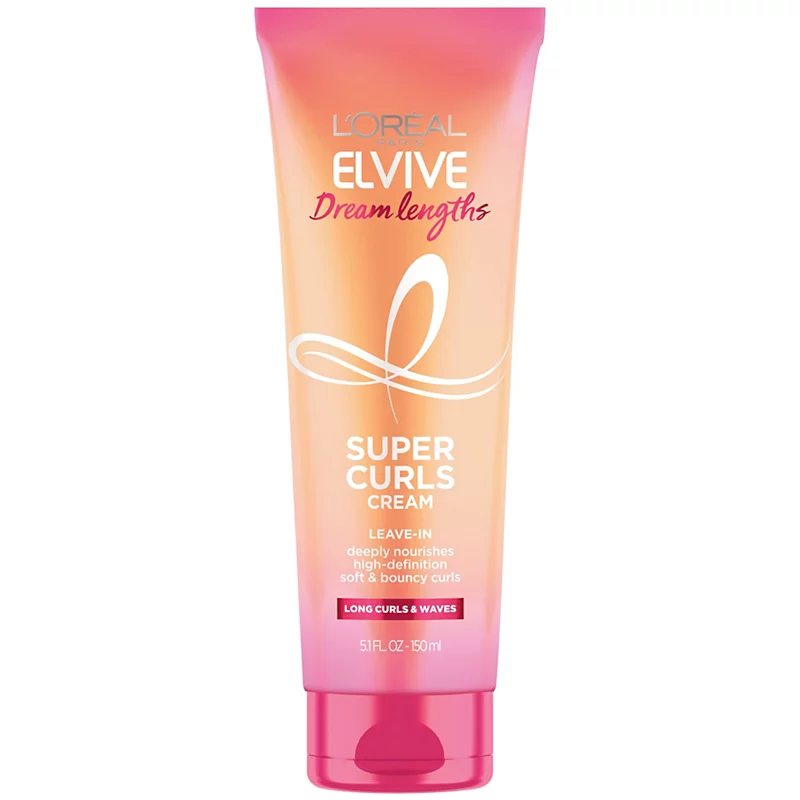 L'ORÉAL
PARIS
ELVIVE
Dream lengths
SUPER
CURLS
CREAM
LEAVE-IN
deeply nourishes
high-definition
soft & bouncy curls
LONG CURLS & WAVES
5.1 FL. OZ - 150 ml